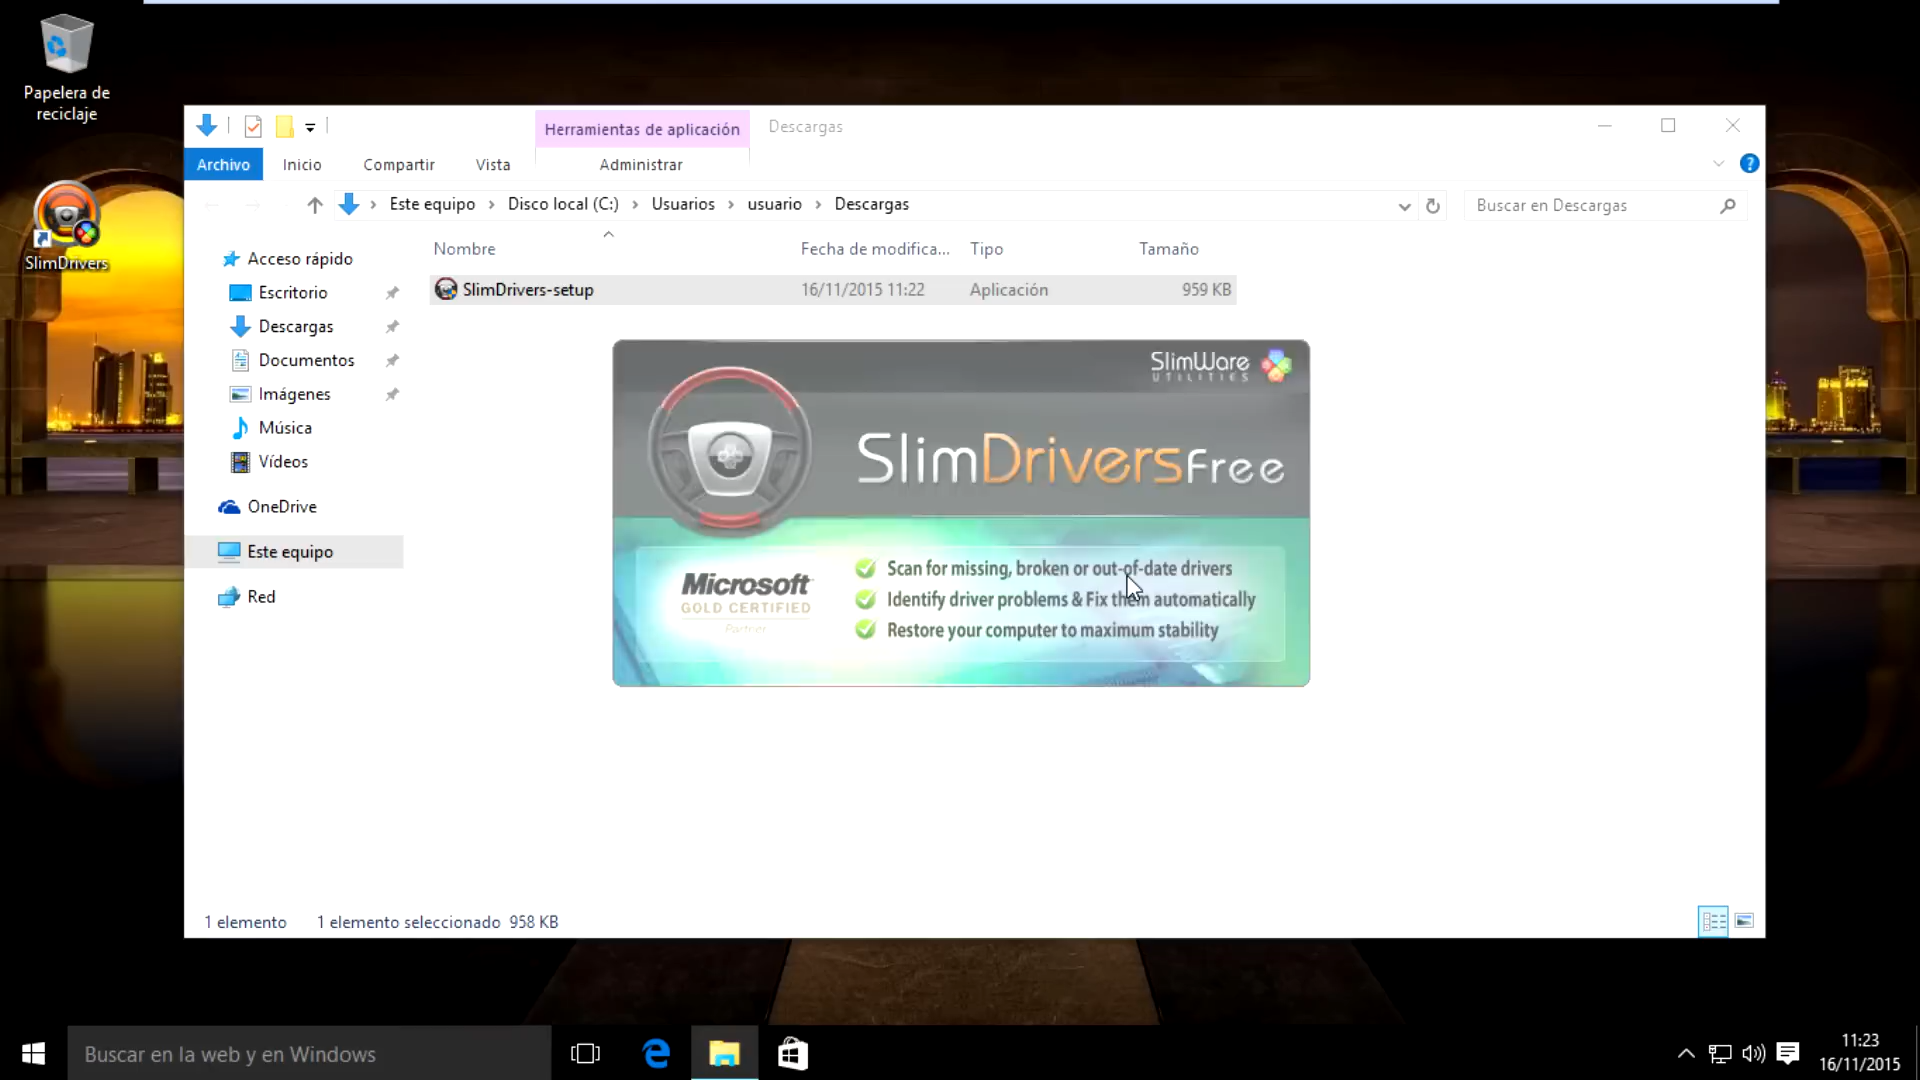 Papelera de
reciclaje
SlimDrivers
Herramientas de aplicación
Descargas
Archivo
Inicio
Compartir
Vista
Administrar
Este equipo
Disco local (C:)
Usuarios
usuario
Descargas
Buscar en Descargas
Nombre
Fecha de modifica...
Tipo
Tamaño
SlimDrivers-setup
16/11/2015 11:22
Aplicación
959 KB
Acceso rápido
Escritorio
Descargas
Documentos
Imágenes
Música
Vídeos
OneDrive
Este equipo
Red
SlimWare
UTILITIES
SlimDriversFree
Microsoft
GOLD CERTIFIED
Partner
Scan for missing, broken or out-of-date drivers
Identify driver problems & Fix them automatically
Restore your computer to maximum stability
1 elemento
1 elemento seleccionado 958 KB
Buscar en la web y en Windows
11:23
16/11/2015